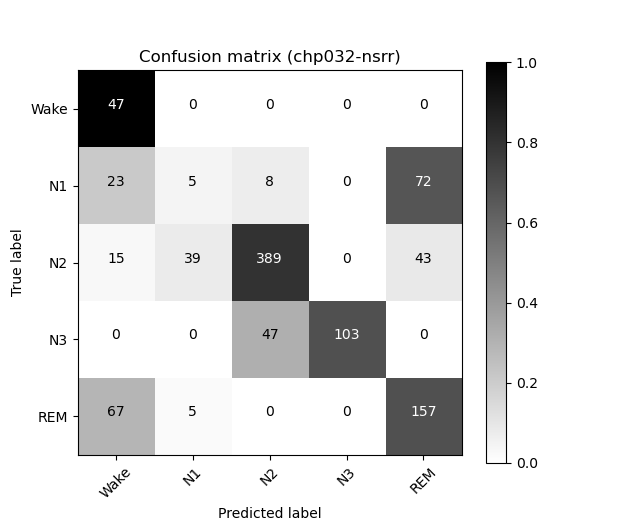 Confusion matrix (chp032-nsrr)
Wake 47 0 0 0 0
N1 23 5 8 0 72
N2 15 39 389 0 43
N3 0 0 47 103 0
REM 67 5 0 0 157
Wake N1 N2 N3 REM
Predicted label
True label
1.0
0.8
0.6
0.4
0.2
0.0